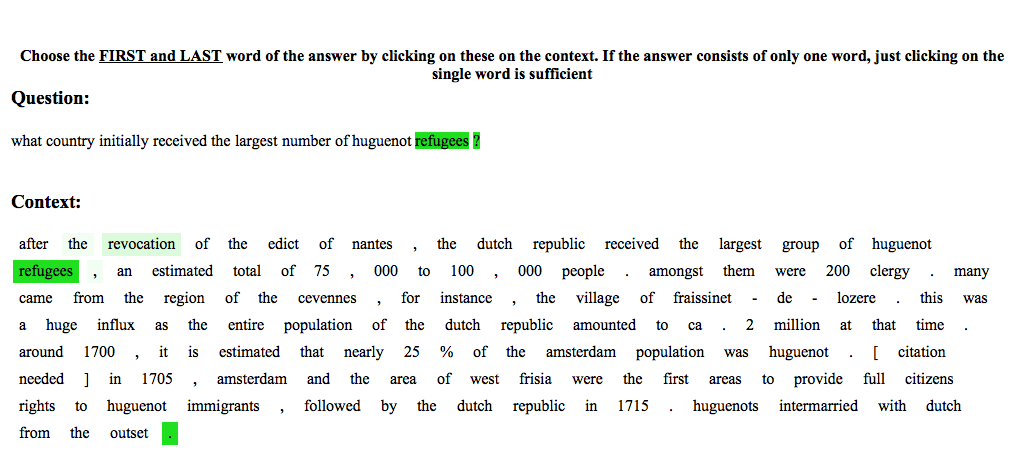 Choose the FIRST and LAST word of the answer by clicking on these on the context. If the answer consists of only one word, just clicking on the
single word is sufficient
Question:
what country initially received the largest number of huguenot refugees ?
Context:
after the revocation of the edict of nantes , the dutch republic received the largest group of huguenot
refugees , an estimated total of 75 , 000 to 100 , 000 people . amongst them were 200 clergy . many
came from the region of the cevennes , for instance , the village of fraissinet - de - lozere . this was
a huge influx as the entire population of the dutch republic amounted to ca . 2 million at that time .
around 1700 , it is estimated that nearly 25 % of the amsterdam population was huguenot . [ citation
needed ] in 1705 , amsterdam and the area of west frisia were the first areas to provide full citizens
rights to huguenot immigrants , followed by the dutch republic in 1715 . huguenots intermarried with dutch
from the outset .